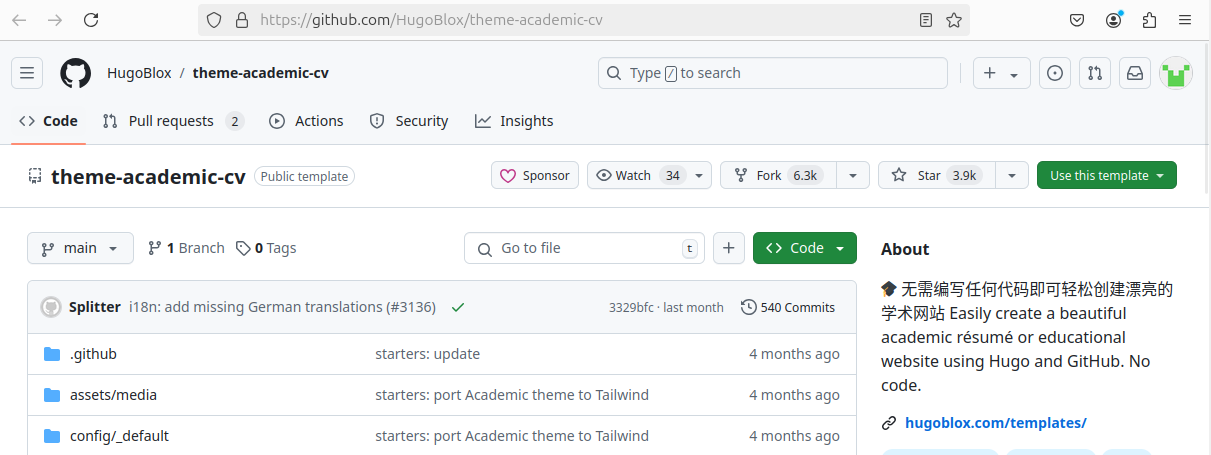 https://github.com/HugoBlox/theme-academic-cv
HugoBlox / theme-academic-cv
Type / to search
Code
Pull requests 2
Actions
Security
Insights
theme-academic-cv Public template
Sponsor
Watch 34
Fork 6.3k
Star 3.9k
Use this template
main
1 Branch
0 Tags
Go to file t
Code
Splitter i18n: add missing German translations (#3136)
3329bfc · last month
540 Commits
.github starters: update 4 months ago
assets/media starters: port Academic theme to Tailwind 4 months ago
config/_default starters: port Academic theme to Tailwind 4 months ago
About
🎓 无需编写任何代码即可轻松创建漂亮的
学术网站 Easily create a beautiful
academic résumé or educational
website using Hugo and GitHub. No
code.
hugoblox.com/templates/